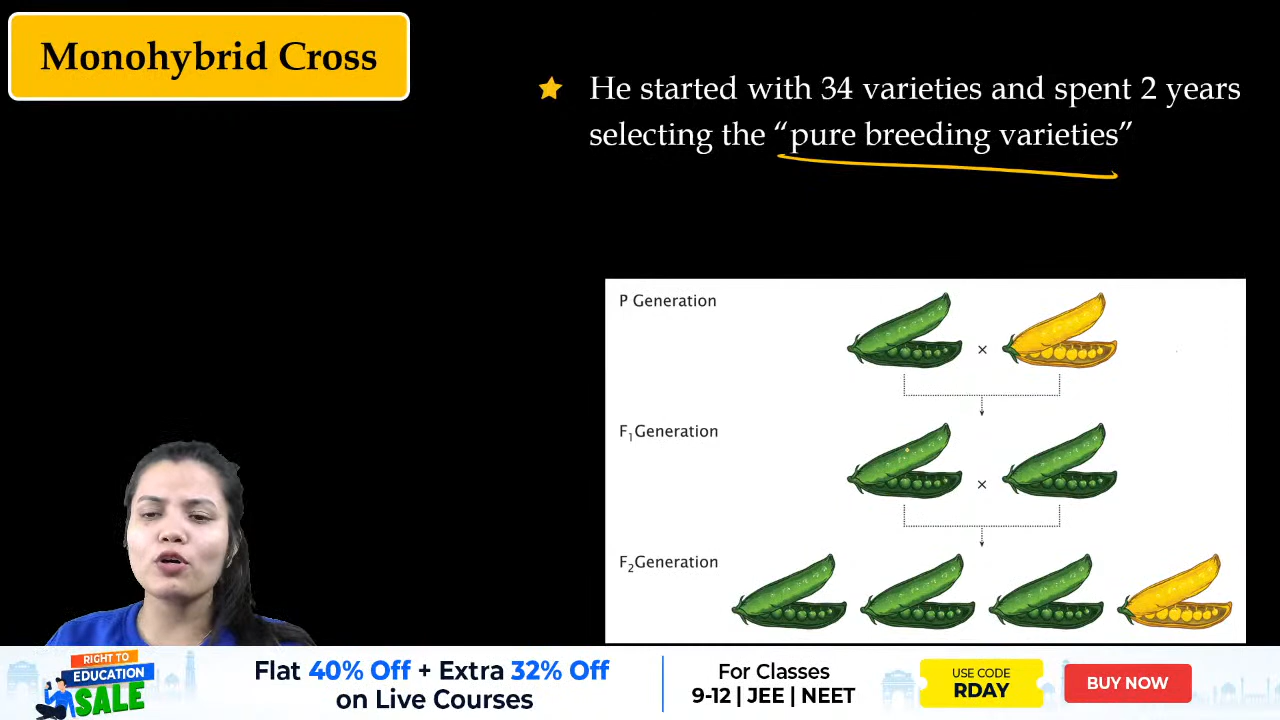 Monohybrid Cross
He started with 34 varieties and spent 2 years
selecting the “pure breeding varieties”
P Generation
×
F₁Generation
×
F₂Generation
RIGHT TO
EDUCATION
SALE
Flat 40% Off + Extra 32% Off
on Live Courses
For Classes
9-12 | JEE | NEET
USE CODE
RDAY
BUY NOW